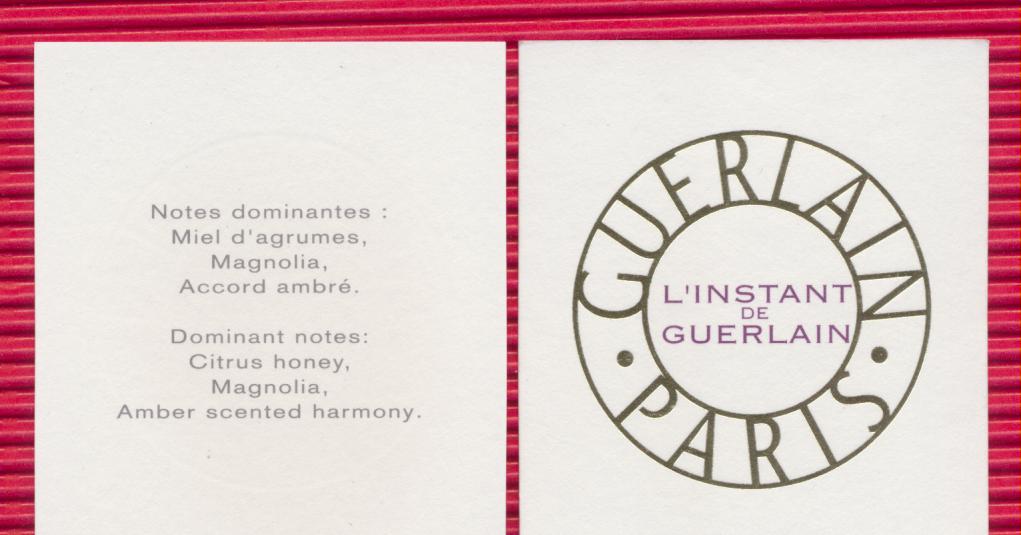 Notes dominantes :
Miel d'agrumes,
Magnolia,
Accord ambré.
Dominant notes:
Citrus honey,
Magnolia,
Amber scented harmony.
GUERLAIN
L'INSTANT
DE
GUERLAIN
• PARIS •